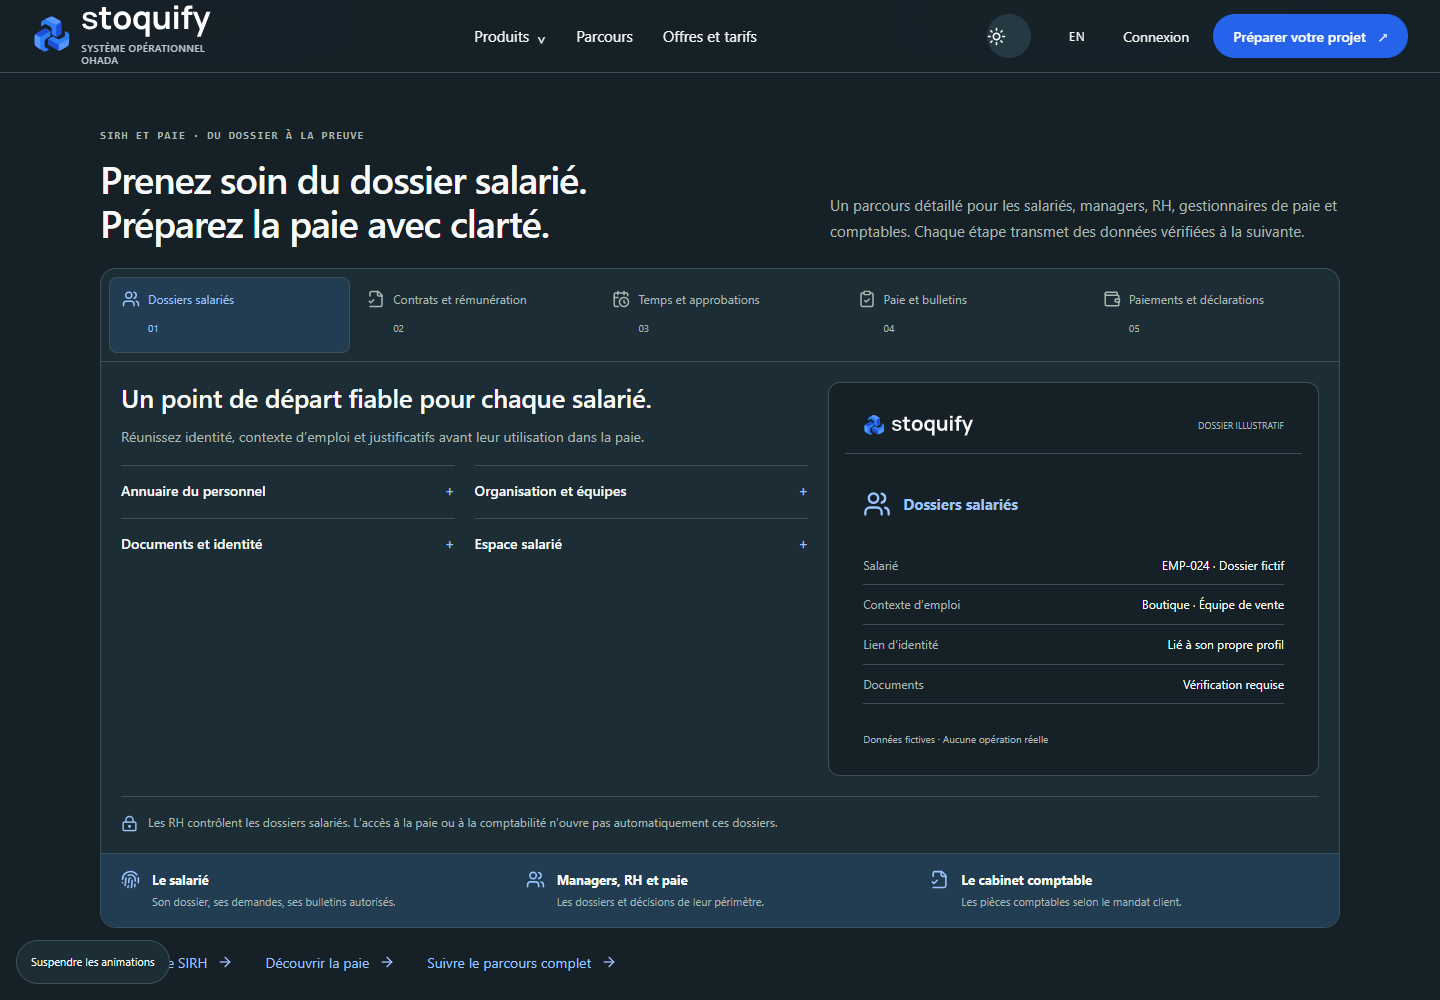 stoquify
SYSTÈME OPÉRATIONNEL
OHADA
Produits
Parcours
Offres et tarifs
EN
Connexion
Préparer votre projet ↗
SIRH ET PAIE · DU DOSSIER À LA PREUVE
Prenez soin du dossier salarié.
Préparez la paie avec clarté.
Un parcours détaillé pour les salariés, managers, RH, gestionnaires de paie et
comptables. Chaque étape transmet des données vérifiées à la suivante.
Dossiers salariés
01
Contrats et rémunération
02
Temps et approbations
03
Paie et bulletins
04
Paiements et déclarations
05
Un point de départ fiable pour chaque salarié.
Réunissez identité, contexte d’emploi et justificatifs avant leur utilisation dans la paie.
Annuaire du personnel +
Organisation et équipes +
Documents et identité +
Espace salarié +
stoquify
DOSSIER ILLUSTRATIF
Dossiers salariés
Salarié EMP-024 · Dossier fictif
Contexte d’emploi Boutique · Équipe de vente
Lien d’identité Lié à son propre profil
Documents Vérification requise
Données fictives · Aucune opération réelle
Les RH contrôlent les dossiers salariés. L’accès à la paie ou à la comptabilité n’ouvre pas automatiquement ces dossiers.
Le salarié
Son dossier, ses demandes, ses bulletins autorisés.
Managers, RH et paie
Les dossiers et décisions de leur périmètre.
Le cabinet comptable
Les pièces comptables selon le mandat client.
Suspendre les animations
SIRH →
Découvrir la paie →
Suivre le parcours complet →